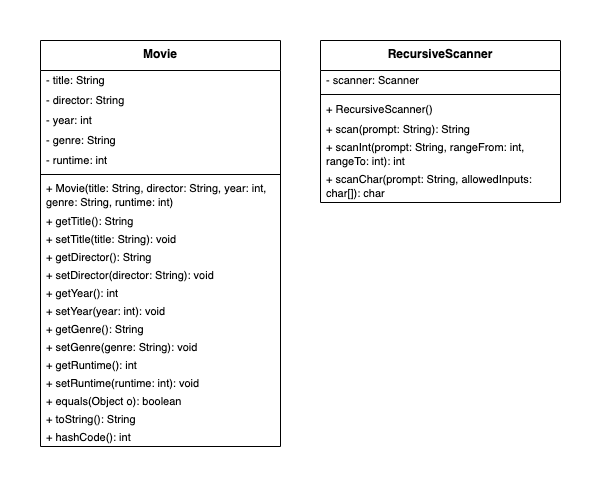 Movie
- title: String
- director: String
- year: int
- genre: String
- runtime: int
+ Movie(title: String, director: String, year: int,
genre: String, runtime: int)
+ getTitle(): String
+ setTitle(title: String): void
+ getDirector(): String
+ setDirector(director: String): void
+ getYear(): int
+ setYear(year: int): void
+ getGenre(): String
+ setGenre(genre: String): void
+ getRuntime(): int
+ setRuntime(runtime: int): void
+ equals(Object o): boolean
+ toString(): String
+ hashCode(): int
RecursiveScanner
- scanner: Scanner
+ RecursiveScanner()
+ scan(prompt: String): String
+ scanInt(prompt: String, rangeFrom: int,
rangeTo: int): int
+ scanChar(prompt: String, allowedInputs:
char[]): char